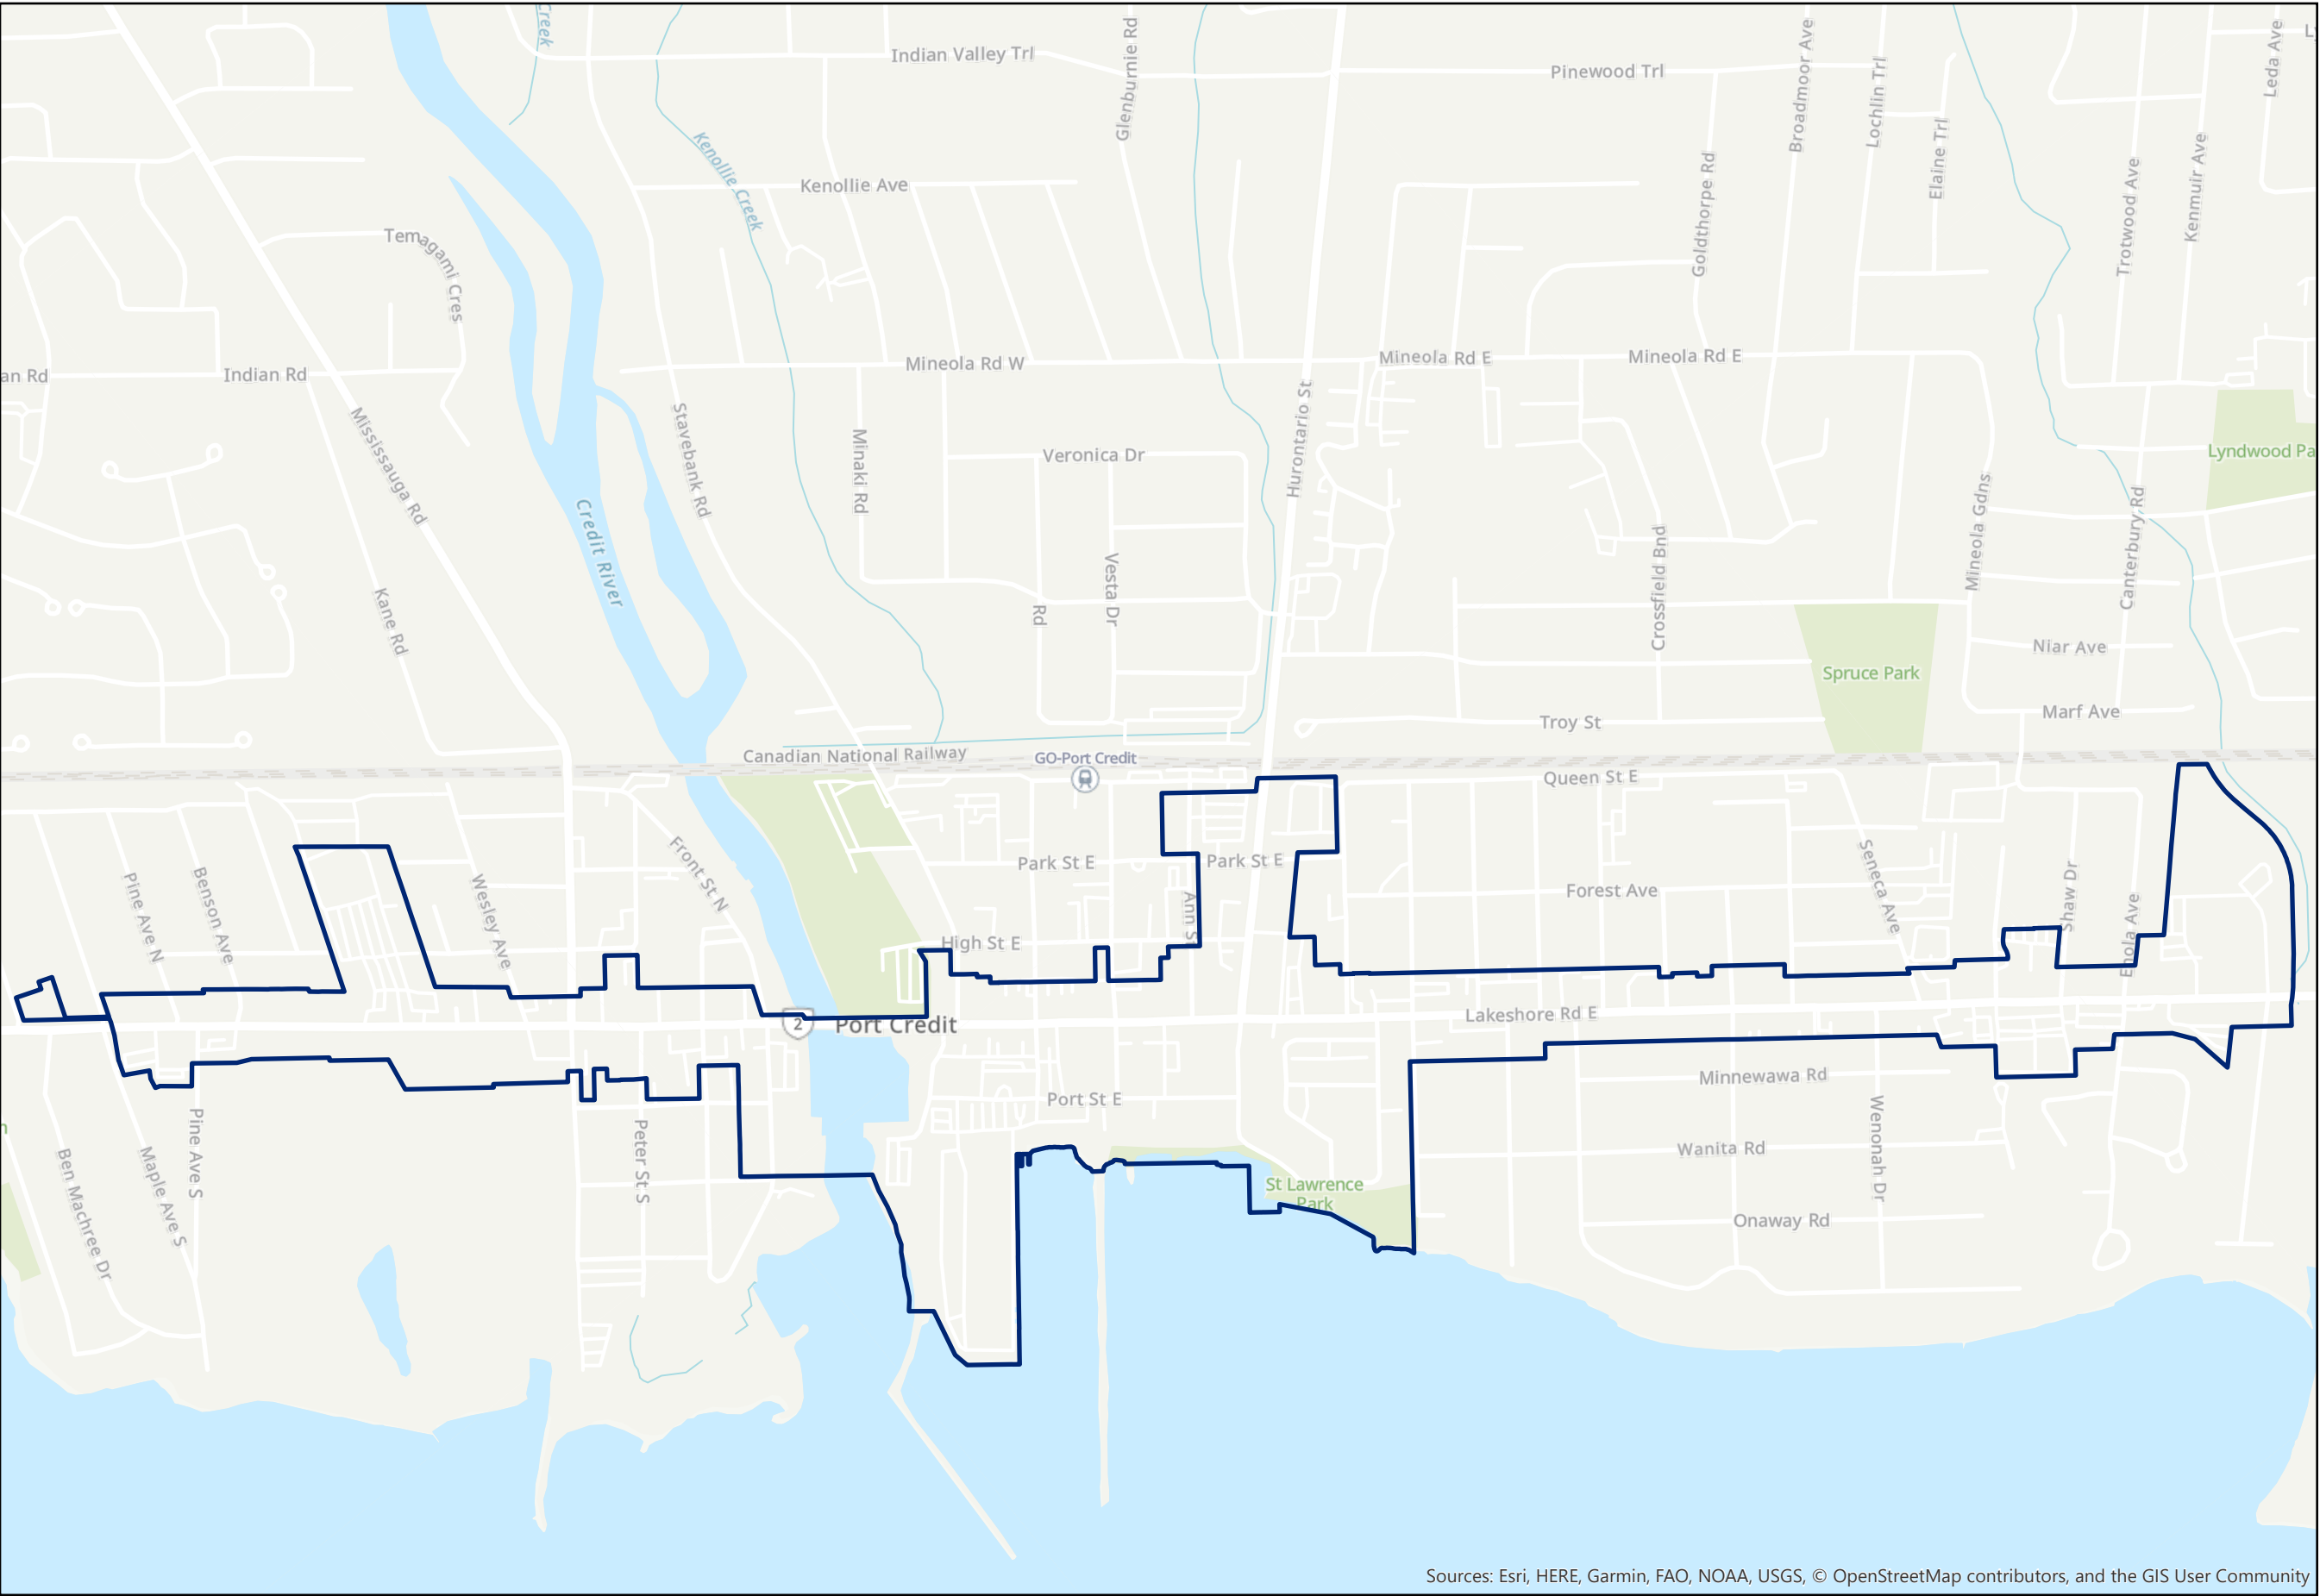 Creek
Indian Valley Trl
Glenburnie Rd
Pinewood Trl
Broadmoor Ave
Lochlin Trl
Leda Ave
Kenollie Creek
Kenollie Ave
Goldthorpe Rd
Elaine Trl
Trotwood Ave
Kenmuir Ave
Temagami Cres
an Rd
Indian Rd
Mineola Rd W
Mineola Rd E
Mineola Rd E
Mississauga Rd
Stavebank Rd
Minaki Rd
Veronica Dr
Hurontario St
Lyndwood Pa
Credit River
Vesta Dr
Rd
Crossfield Bnd
Mineola Gdns
Canterbury Rd
Kane Rd
Niar Ave
Spruce Park
Marf Ave
Troy St
Canadian National Railway
GO-Port Credit
Queen St E
Front St N
Park St E
Park St E
Pine Ave N
Benson Ave
Wesley Ave
Ann St
Forest Ave
Seneca Ave
Shaw Dr
Enola Ave
High St E
2
Port Credit
Lakeshore Rd E
Minnewawa Rd
Port St E
Pine Ave S
Peter St S
Wenonah Dr
Ben Machree Dr
Maple Ave S
Wanita Rd
St Lawrence
Park
Onaway Rd
Sources: Esri, HERE, Garmin, FAO, NOAA, USGS, © OpenStreetMap contributors, and the GIS User Community